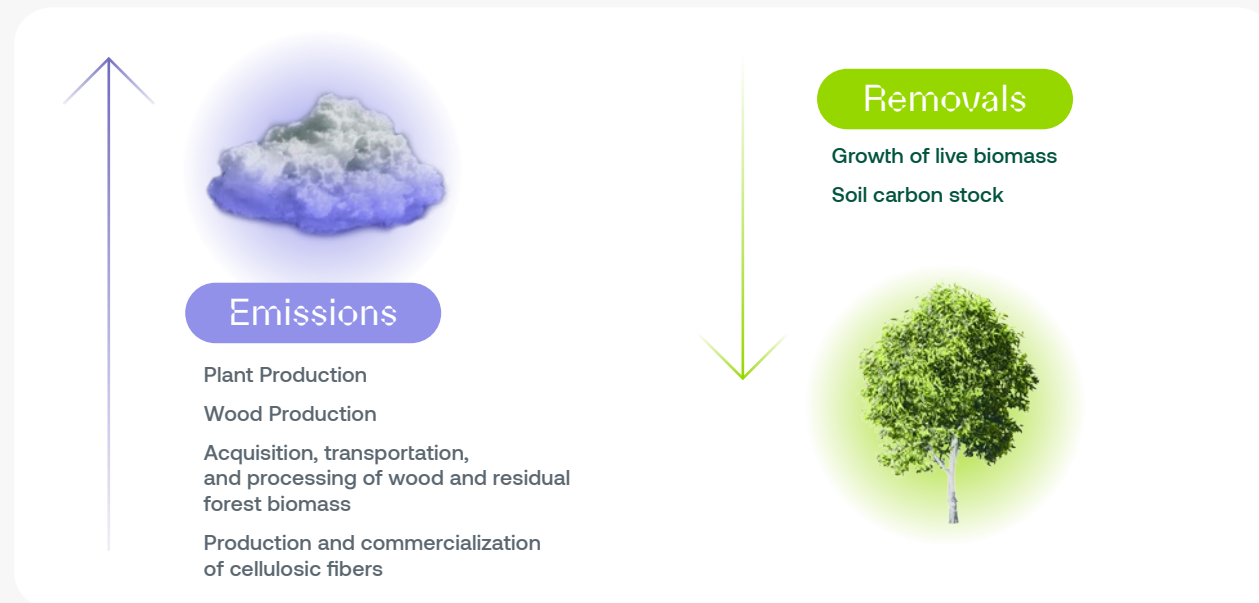 Emissions
Plant Production
Wood Production
Acquisition, transportation,
and processing of wood and residual
forest biomass
Production and commercialization
of cellulosic fibers
Removals
Growth of live biomass
Soil carbon stock